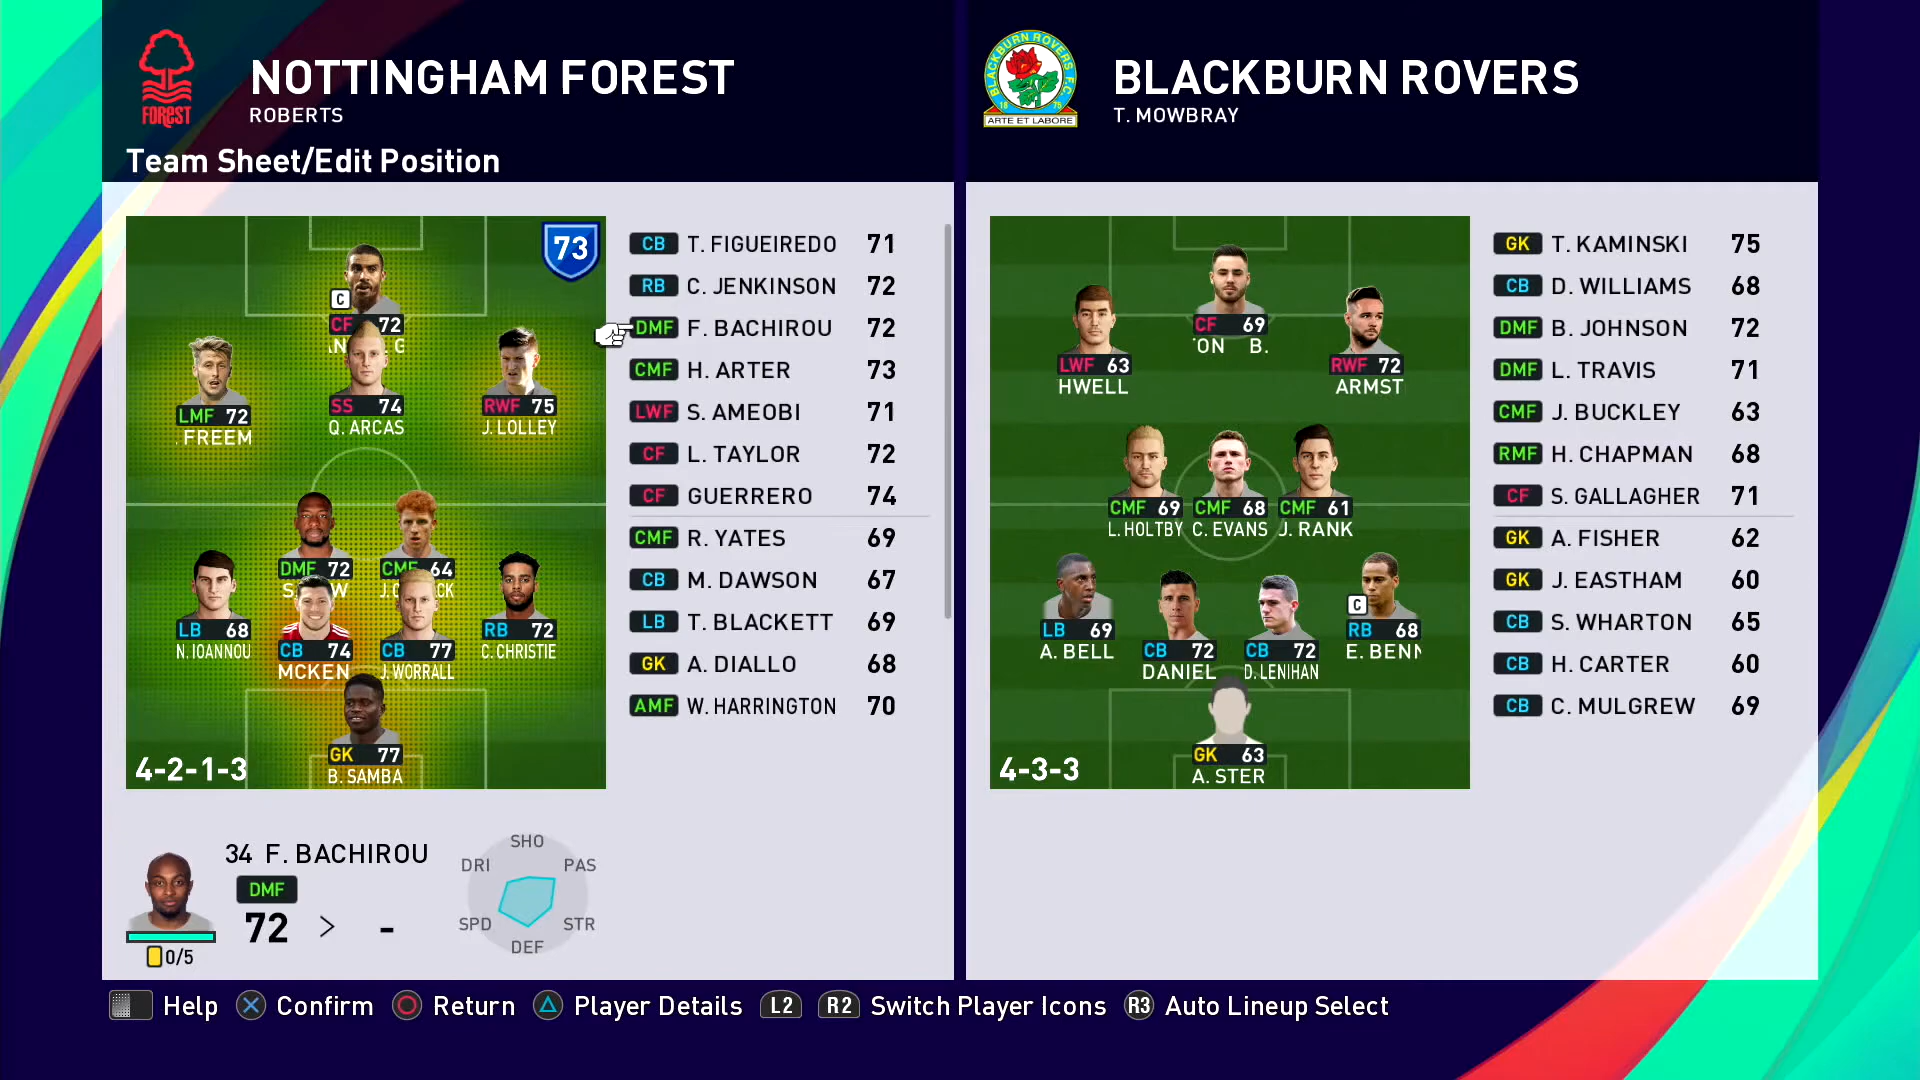 NOTTINGHAM FOREST
ROBERTS
Team Sheet/Edit Position
FOREST
73
C
CF 72
LMF 72
. FREEM
SS 74
Q. ARCAS
RWF 75
J. LOLLEY
DMF 72
CMF 64
LB 68
N. IOANNOU
CB 74
MCKEN
CB 77
J. WORRALL
RB 72
C. CHRISTIE
GK 77
B. SAMBA
4-2-1-3
CB T. FIGUEIREDO 71
RB C. JENKINSON 72
DMF F. BACHIROU 72
CMF H. ARTER 73
LWF S. AMEOBI 71
CF L. TAYLOR 72
CF GUERRERO 74
CMF R. YATES 69
CB M. DAWSON 67
LB T. BLACKETT 69
GK A. DIALLO 68
AMF W. HARRINGTON 70
34 F. BACHIROU
DMF
72 > -
0/5
SHO
DRI PAS
SPD STR
DEF
BLACKBURN ROVERS
T. MOWBRAY
BLACKBURN ROVERS F.C.
18 75
ARTE ET LABORE
CF 69
ON B.
LWF 63
HWELL
RWF 72
ARMST
CMF 69
L. HOLTBY
CMF 68
C. EVANS
CMF 61
J. RANK
LB 69
A. BELL
CB 72
DANIEL
CB 72
D. LENIHAN
C
RB 68
E. BENN
GK 63
A. STER
4-3-3
GK T. KAMINSKI 75
CB D. WILLIAMS 68
DMF B. JOHNSON 72
DMF L. TRAVIS 71
CMF J. BUCKLEY 63
RMF H. CHAPMAN 68
CF S. GALLAGHER 71
GK A. FISHER 62
GK J. EASTHAM 60
CB S. WHARTON 65
CB H. CARTER 60
CB C. MULGREW 69
Help Confirm Return Player Details L2 R2 Switch Player Icons R3 Auto Lineup Select